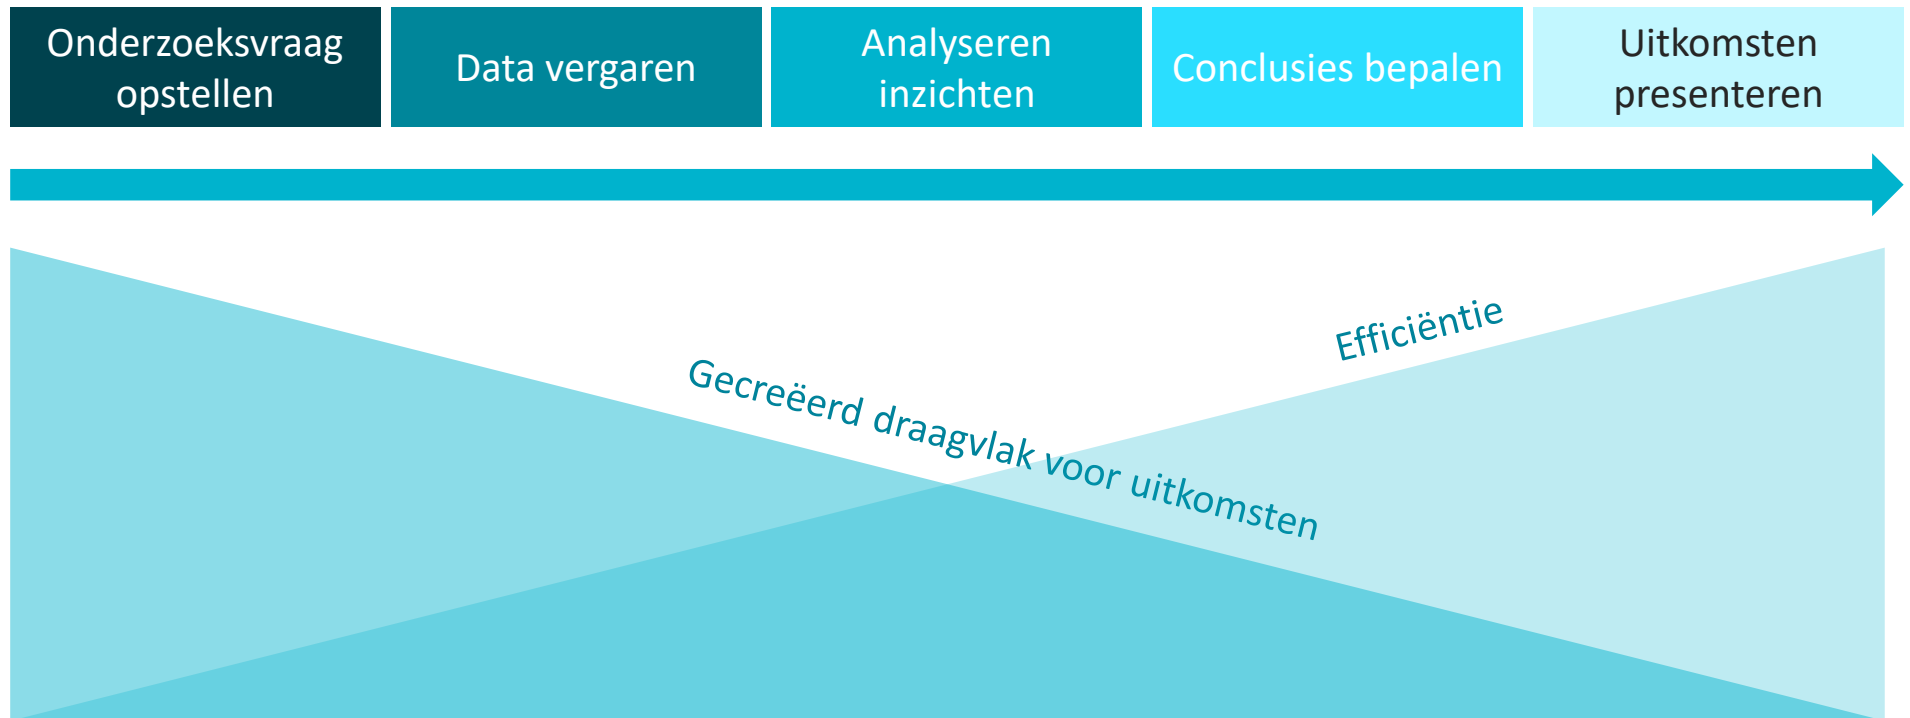 Onderzoeksvraag
opstellen
Data vergaren
Analyseren
inzichten
Conclusies bepalen
Uitkomsten
presenteren
Efficiëntie
Gecreëerd draagvlak voor uitkomsten